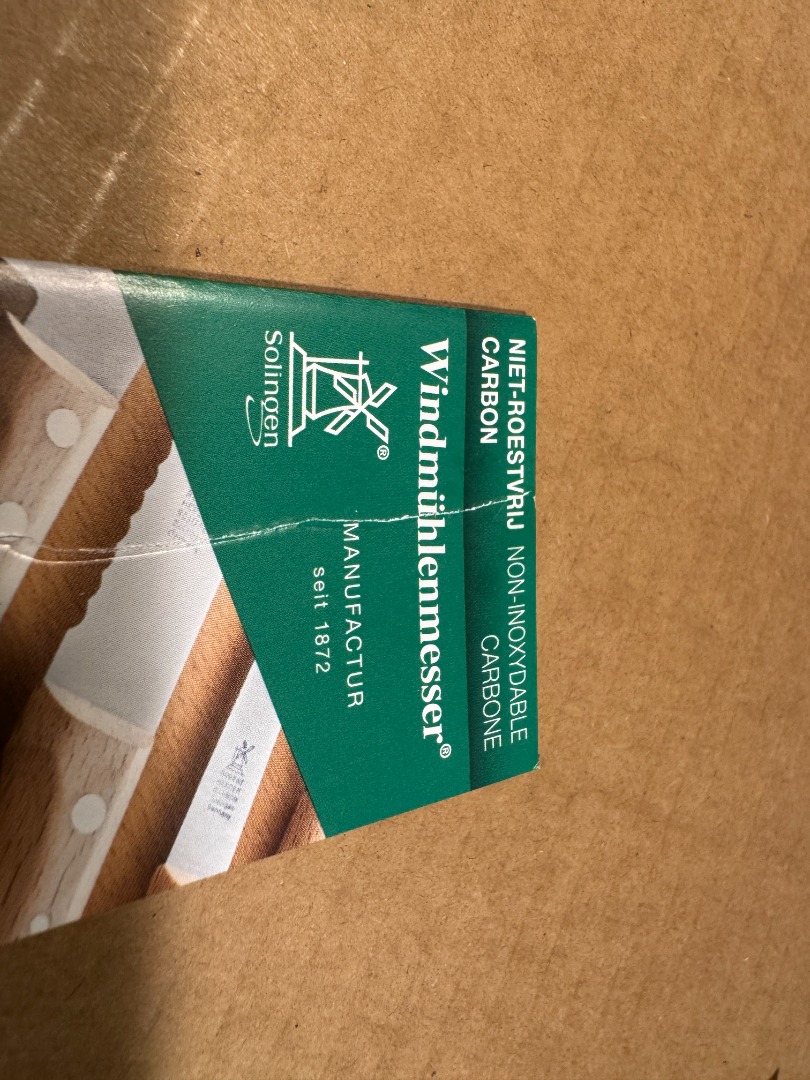 NIET-ROESTVRIJ NON-INOXYDABLE
CARBON CARBONE
Windmühlenmesser®
®
MANUFACTUR
seit 1872
Solingen